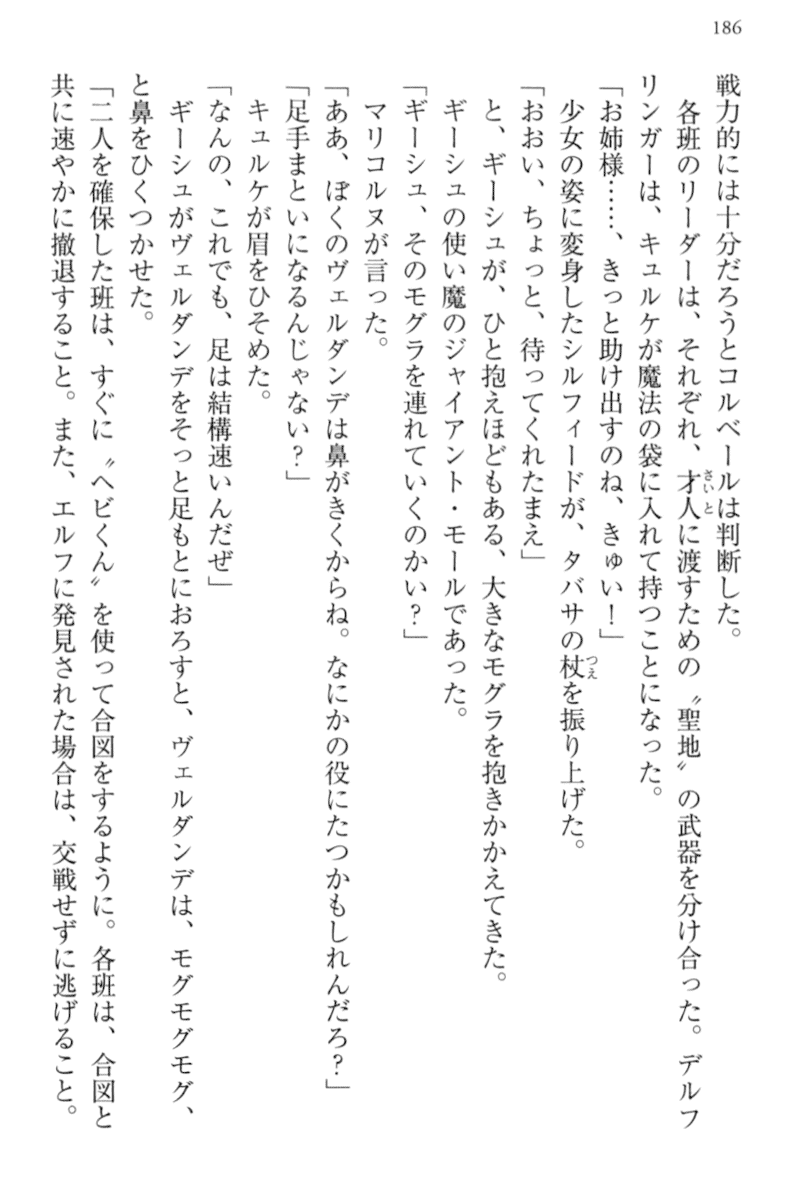 186
戦力的には十分だろうとコルベールは判断した。
各班のリーダーは、それぞれ、才人に渡すための〝聖地〟の武器を分け合った。デルフ
さいと
リンガーは、キュルケが魔法の袋に入れて持つことになった。
「お姉様……、きっと助け出すのね、きゅい！」
少女の姿に変身したシルフィードが、タバサの杖を振り上げた。
つえ
「おおい、ちょっと、待ってくれたまえ」
と、ギーシュが、ひと抱えほどもある、大きなモグラを抱きかかえてきた。
ギーシュの使い魔のジャイアント・モールであった。
「ギーシュ、そのモグラを連れていくのかい？」
マリコルヌが言った。
「ああ、ぼくのヴェルダンデは鼻がきくからね。なにかの役にたつかもしれんだろ？」
「足手まといになるんじゃない？」
キュルケが眉をひそめた。
「なんの、これでも、足は結構速いんだぜ」
ギーシュがヴェルダンデをそっと足もとにおろすと、ヴェルダンデは、モグモグモグ、
と鼻をひくつかせた。
「二人を確保した班は、すぐに〝ヘビくん〟を使って合図をするように。各班は、合図と
共に速やかに撤退すること。また、エルフに発見された場合は、交戦せずに逃げること。